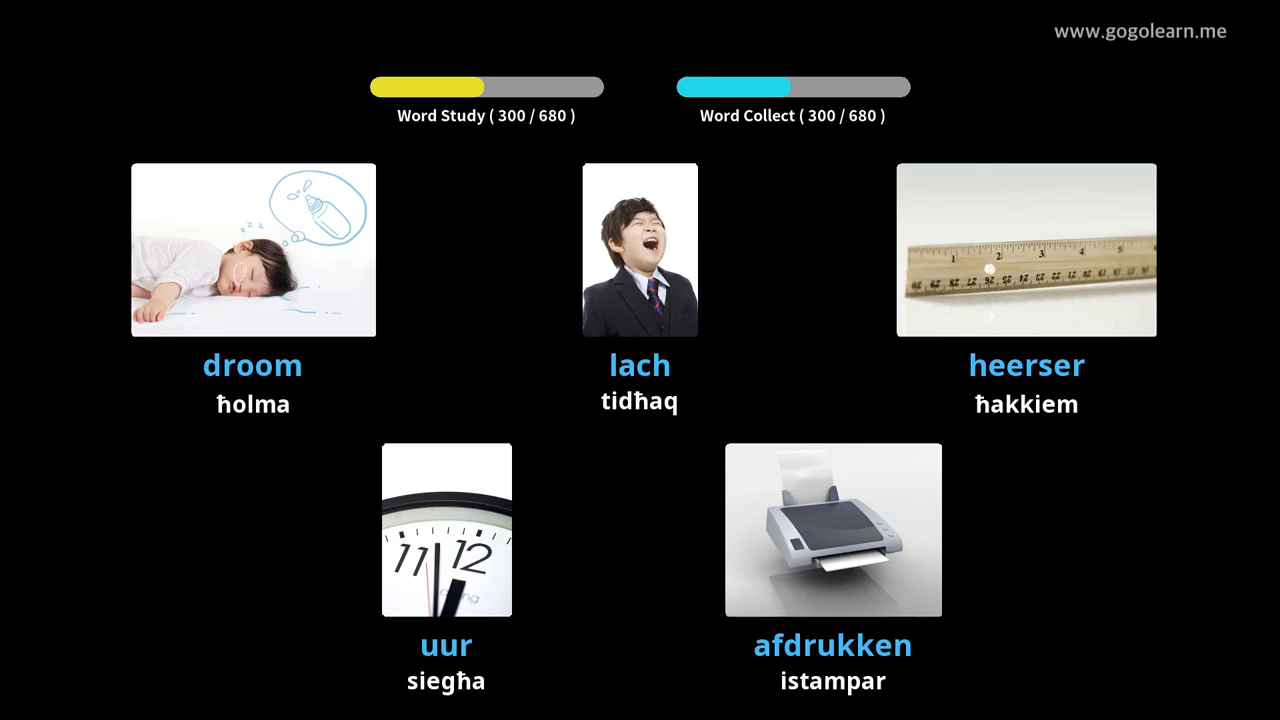 www.gogolearn.me
Word Study ( 300 / 680 )
Word Collect ( 300 / 680 )
droom
ħolma
lach
tidħaq
heerser
ħakkiem
uur
siegħa
afdrukken
istampar